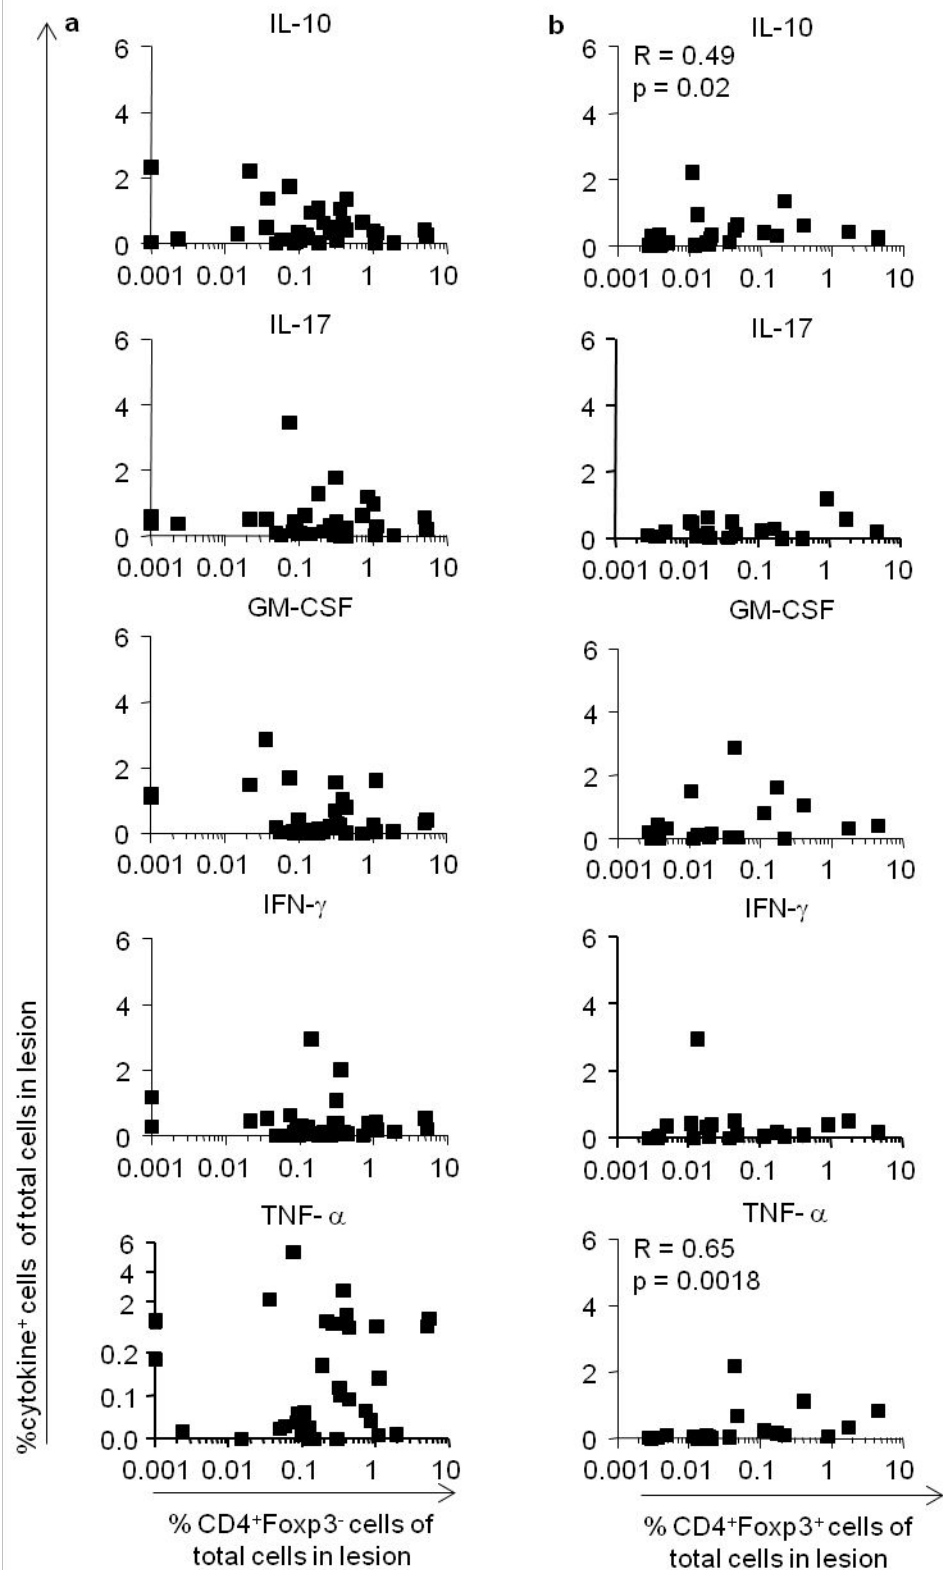 a
IL-10
6
4
2
0
0.001 0.01 0.1 1 10
IL-17
6
4
2
0
0.001 0.01 0.1 1 10
GM-CSF
6
4
2
0
0.001 0.01 0.1 1 10
IFN-γ
6
4
2
0
0.001 0.01 0.1 1 10
TNF- α
6
4
2
0.2
0.1
0.0
0.001 0.01 0.1 1 10
% CD4⁺Foxp3⁻ cells of
total cells in lesion
%cytokine⁺ cells of total cells in lesion
b
IL-10
R = 0.49
p = 0.02
6
4
2
0
0.001 0.01 0.1 1 10
IL-17
6
4
2
0
0.001 0.01 0.1 1 10
GM-CSF
6
4
2
0
0.001 0.01 0.1 1 10
IFN-γ
6
4
2
0
0.001 0.01 0.1 1 10
TNF- α
R = 0.65
p = 0.0018
6
4
2
0
0.001 0.01 0.1 1 10
% CD4⁺Foxp3⁺ cells of
total cells in lesion